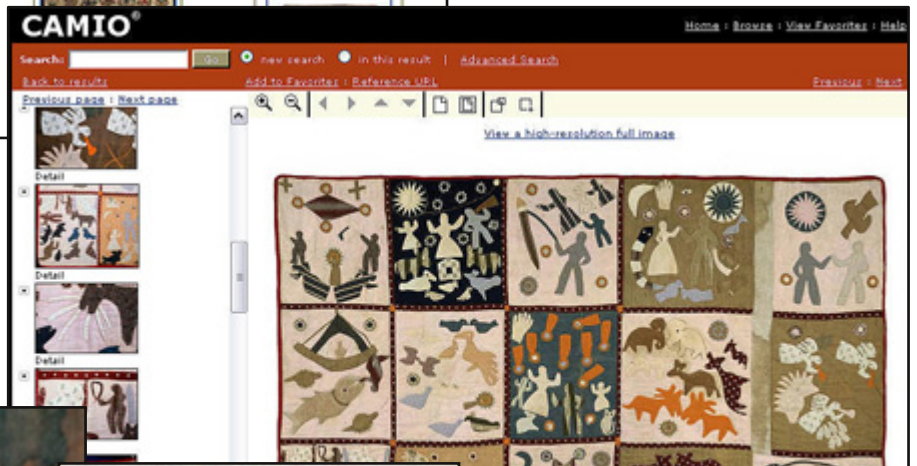 CAMIO®
Home : Browse : View Favorites : Help
Search: Go new search in this result | Advanced Search
Back to results Add to Favorites : Reference URL Previous : Next
Previous page : Next page
View a high-resolution full image
Detail
Detail
Detail